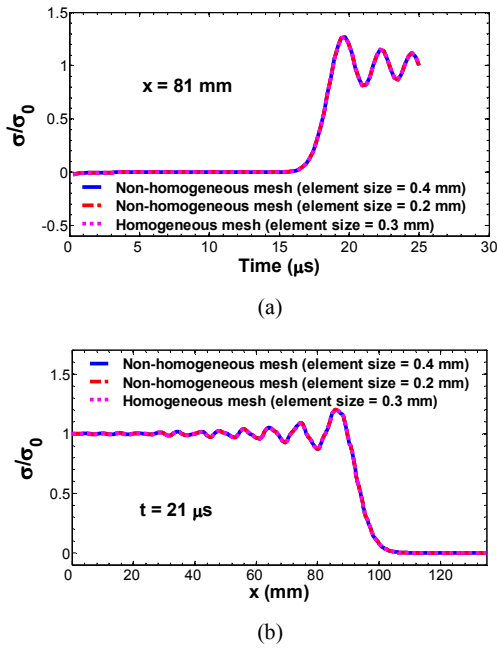 1
0.5
0
-0.5
σ/σ0
x = 81 mm
Non-homogeneous mesh (element size = 0.4 mm)
Non-homogeneous mesh (element size = 0.2 mm)
Homogeneous mesh (element size = 0.3 mm)
0 5 10 15 20 25 30
Time (μs)
(a)
1.5
1
0.5
0
σ/σ0
Non-homogeneous mesh (element size = 0.4 mm)
Non-homogeneous mesh (element size = 0.2 mm)
Homogeneous mesh (element size = 0.3 mm)
t = 21 μs
0 20 40 60 80 100 120
x (mm)
(b)